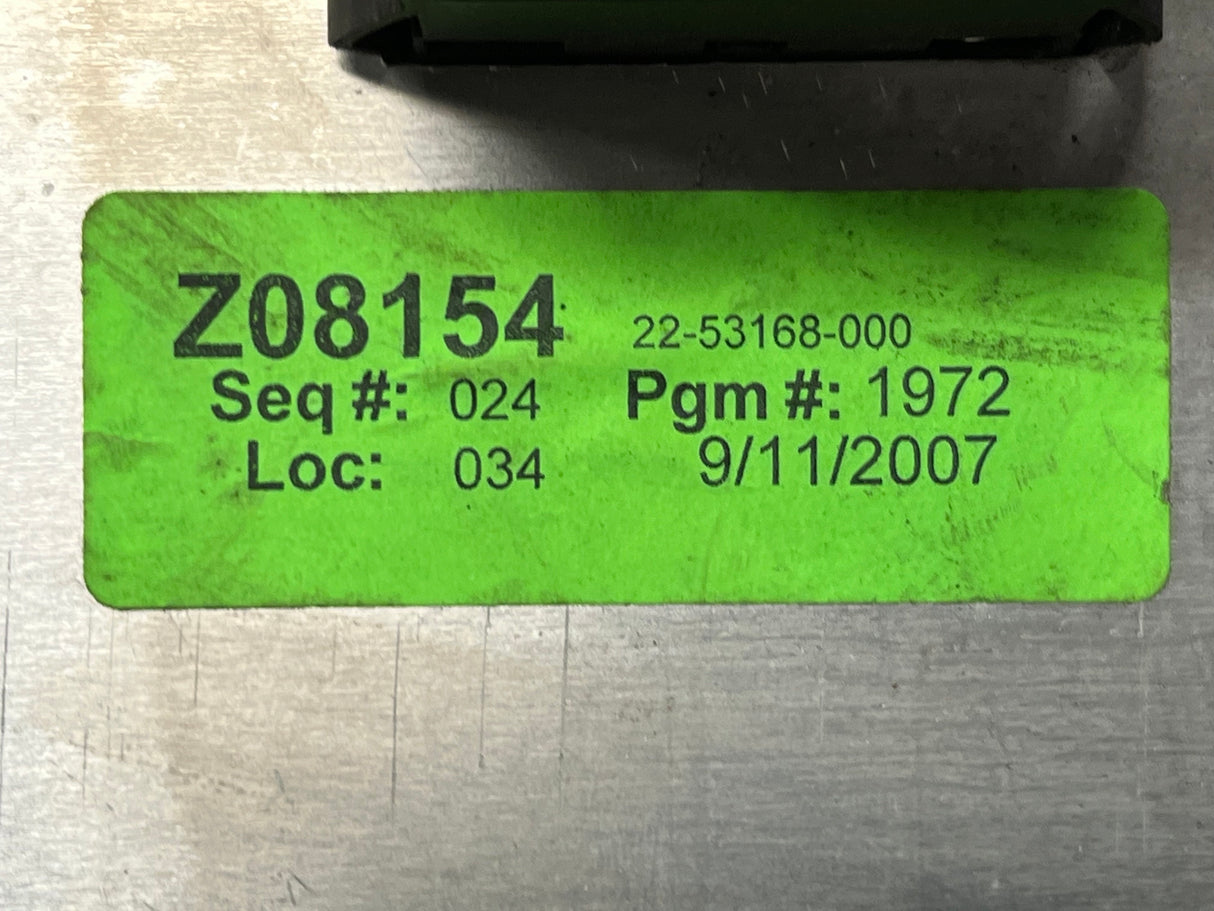 Z08154 22-53168-000
Seq #: 024 Pgm #: 1972
Loc: 034 9/11/2007